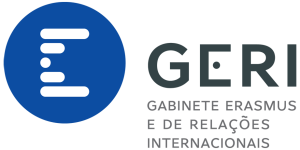 GERI
GABINETE ERASMUS
E DE RELAÇÕES
INTERNACIONAIS